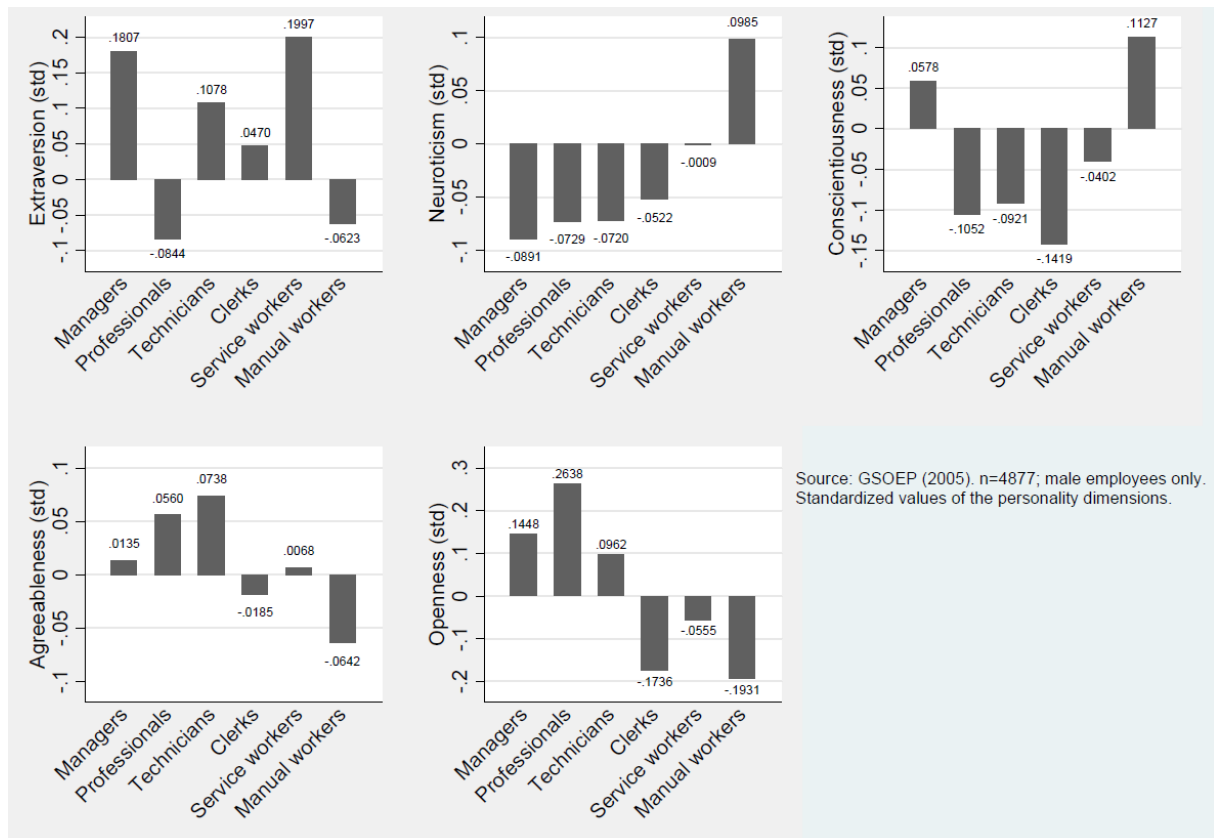 Extraversion (std)
.2
.15
.1
.05
0
-.05
-.1
.1807
-.0844
.1078
.0470
.1997
-.0623
Managers
Professionals
Technicians
Clerks
Service workers
Manual workers
Neuroticism (std)
.1
.05
0
-.05
-.1
-.0891
-.0729
-.0720
-.0522
-.0009
.0985
Managers
Professionals
Technicians
Clerks
Service workers
Manual workers
Conscientiousness (std)
.1
.05
0
-.05
-.1
-.15
.0578
-.1052
-.0921
-.1419
-.0402
.1127
Managers
Professionals
Technicians
Clerks
Service workers
Manual workers
Agreeableness (std)
.1
.05
0
-.05
-.1
.0135
.0560
.0738
-.0185
.0068
-.0642
Managers
Professionals
Technicians
Clerks
Service workers
Manual workers
Openness (std)
.3
.2
.1
0
-.1
-.2
.1448
.2638
.0962
-.1736
-.0555
-.1931
Managers
Professionals
Technicians
Clerks
Service workers
Manual workers
Source: GSOEP (2005). n=4877; male employees only.
Standardized values of the personality dimensions.